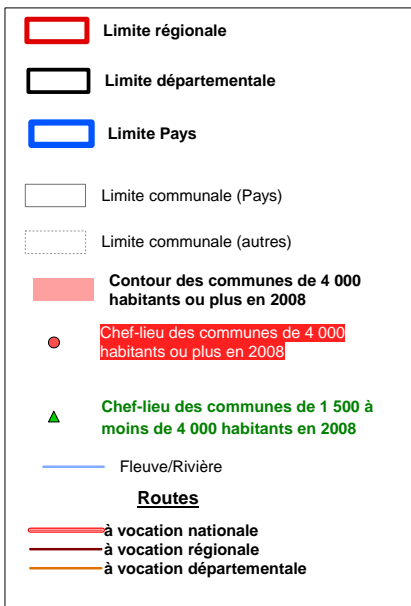 Limite régionale
Limite départementale
Limite Pays
Limite communale (Pays)
Limite communale (autres)
Contour des communes de 4 000
habitants ou plus en 2008
Chef-lieu des communes de 4 000
habitants ou plus en 2008
Chef-lieu des communes de 1 500 à
moins de 4 000 habitants en 2008
Fleuve/Rivière
Routes
à vocation nationale
à vocation régionale
à vocation départementale